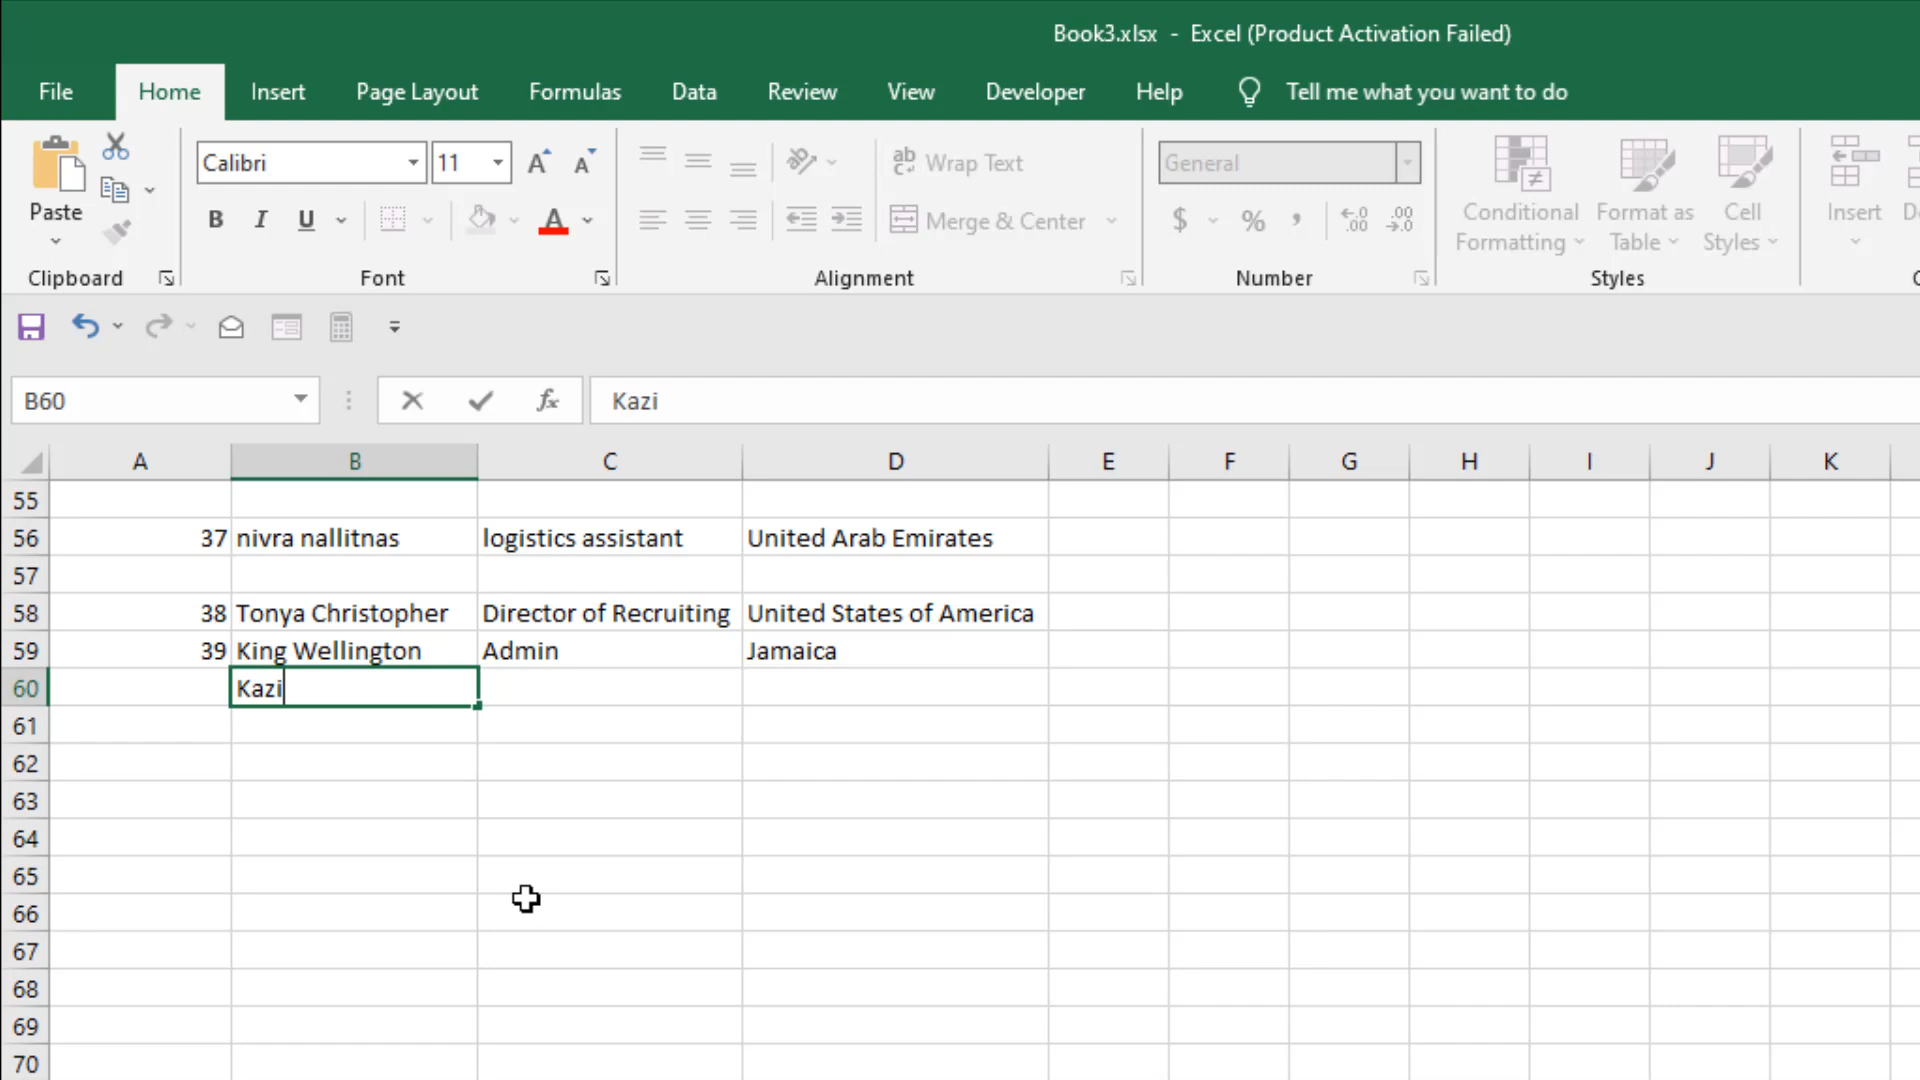 Book3.xlsx - Excel (Product Activation Failed)
File Home Insert Page Layout Formulas Data Review View Developer Help Tell me what you want to do
Calibri 11 A A ab Wrap Text General
Paste Conditional Format as Cell Insert
B I U A Merge & Center $ % , Formatting Table Styles
Clipboard Font Alignment Number Styles
B60 fx Kazi
A B C D E F G H I J K
55
56 37 nivra nallitnas logistics assistant United Arab Emirates
57
58 38 Tonya Christopher Director of Recruiting United States of America
59 39 King Wellington Admin Jamaica
60 Kazi
61
62
63
64
65
66
67
68
69
70